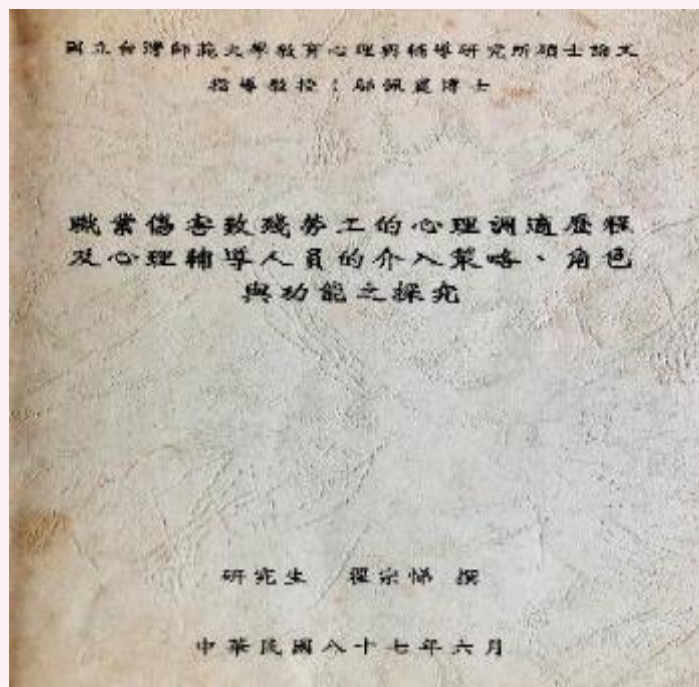 國立台灣師範大學教育心理與輔導研究所碩士論文
指導教授：鄔佩麗博士
職業傷害致殘勞工的心理調適歷程
及心理輔導人員的介入策略、角色
與功能之探究
研究生 翟宗悌 撰
中華民國八十七年六月